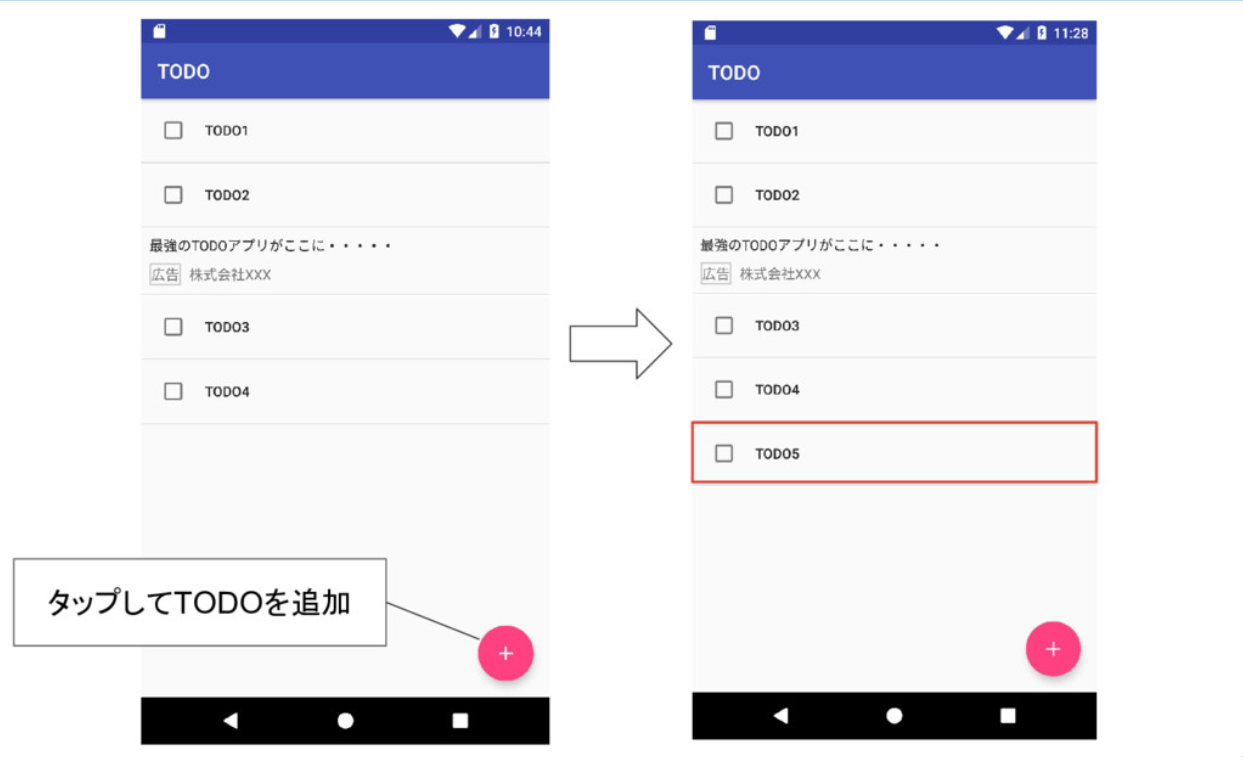 10:44
TODO
TODO1
TODO2
最強のTODOアプリがここに・・・・・
広告 株式会社XXX
TODO3
TODO4
タップしてTODOを追加
+
11:28
TODO
TODO1
TODO2
最強のTODOアプリがここに・・・・・
広告 株式会社XXX
TODO3
TODO4
TODO5
+